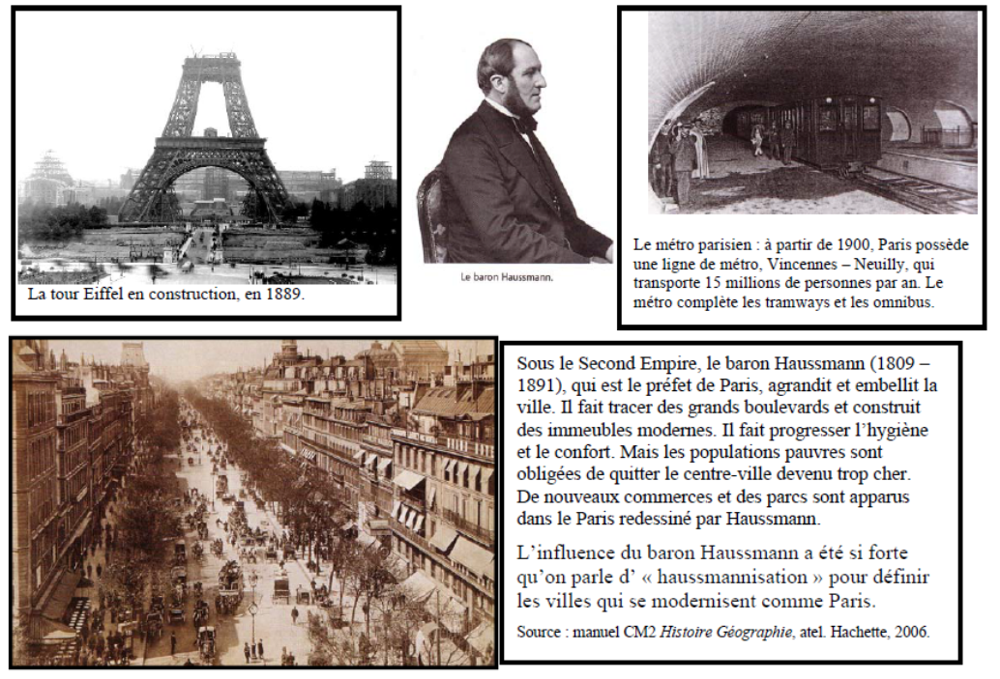 La tour Eiffel en construction, en 1889.
Le baron Haussmann.
Le métro parisien : à partir de 1900, Paris possède
une ligne de métro, Vincennes – Neuilly, qui
transporte 15 millions de personnes par an. Le
métro complète les tramways et les omnibus.
Sous le Second Empire, le baron Haussmann (1809 –
1891), qui est le préfet de Paris, agrandit et embellit la
ville. Il fait tracer des grands boulevards et construit
des immeubles modernes. Il fait progresser l’hygiène
et le confort. Mais les populations pauvres sont
obligées de quitter le centre-ville devenu trop cher.
De nouveaux commerces et des parcs sont apparus
dans le Paris redessiné par Haussmann.
L’influence du baron Haussmann a été si forte
qu’on parle d’ « haussmannisation » pour définir
les villes qui se modernisent comme Paris.
Source : manuel CM2 Histoire Géographie, atel. Hachette, 2006.